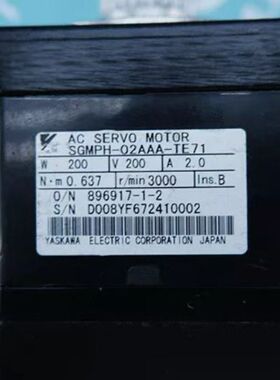 AC SERVO MOTOR
SGMPH-02AAA-TE71
W 200 V 200 A 2.0
N·m 0.637 r/min 3000 Ins.B
O/N 896917-1-2
S/N D008YF672410002
YASKAWA ELECTRIC CORPORATION JAPAN